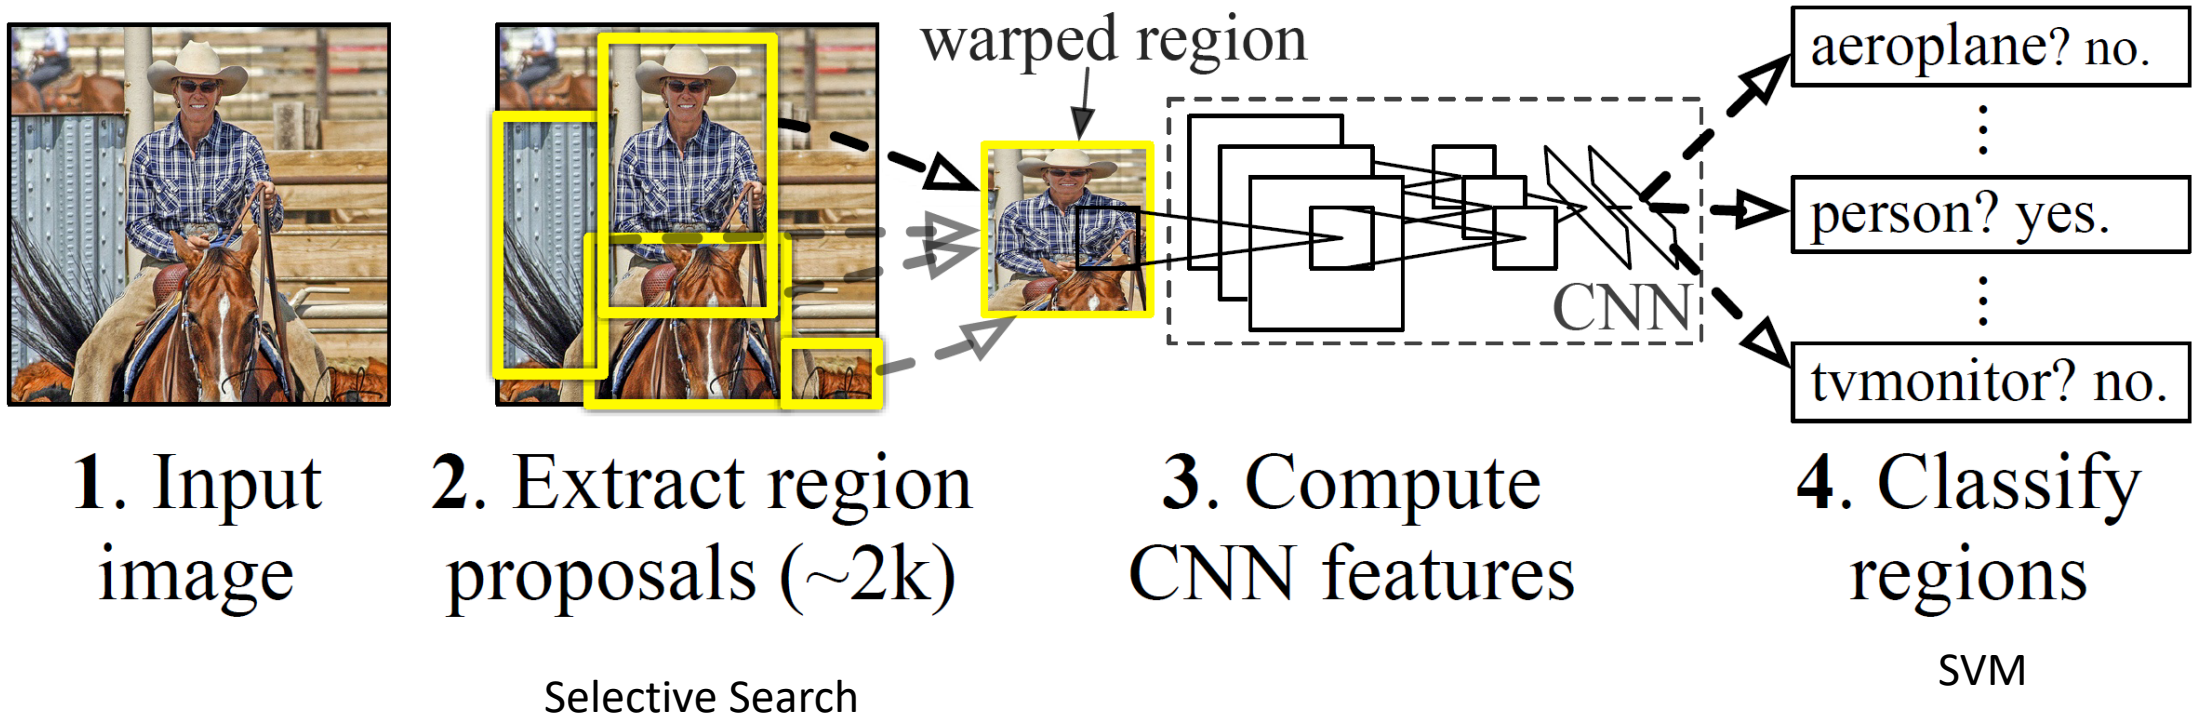 warped region
aeroplane? no.
person? yes.
tvmonitor? no.
CNN
1. Input
image
2. Extract region
proposals (~2k)
3. Compute
CNN features
4. Classify
regions
Selective Search
SVM